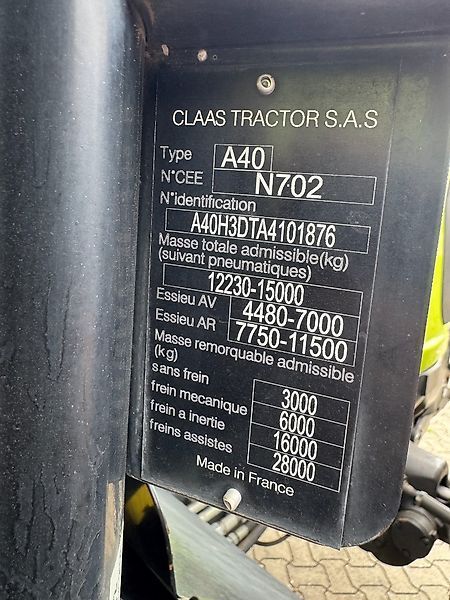 CLAAS TRACTOR S.A.S
Type A40
N°CEE N702
N°identification
A40H3DTA4101876
Masse totale admissible(kg)
(suivant pneumatiques)
12230-15000
Essieu AV 4480-7000
Essieu AR 7750-11500
Masse remorquable admissible
(kg)
sans frein 3000
frein mecanique 6000
frein a inertie 16000
freins assistes 28000
Made in France